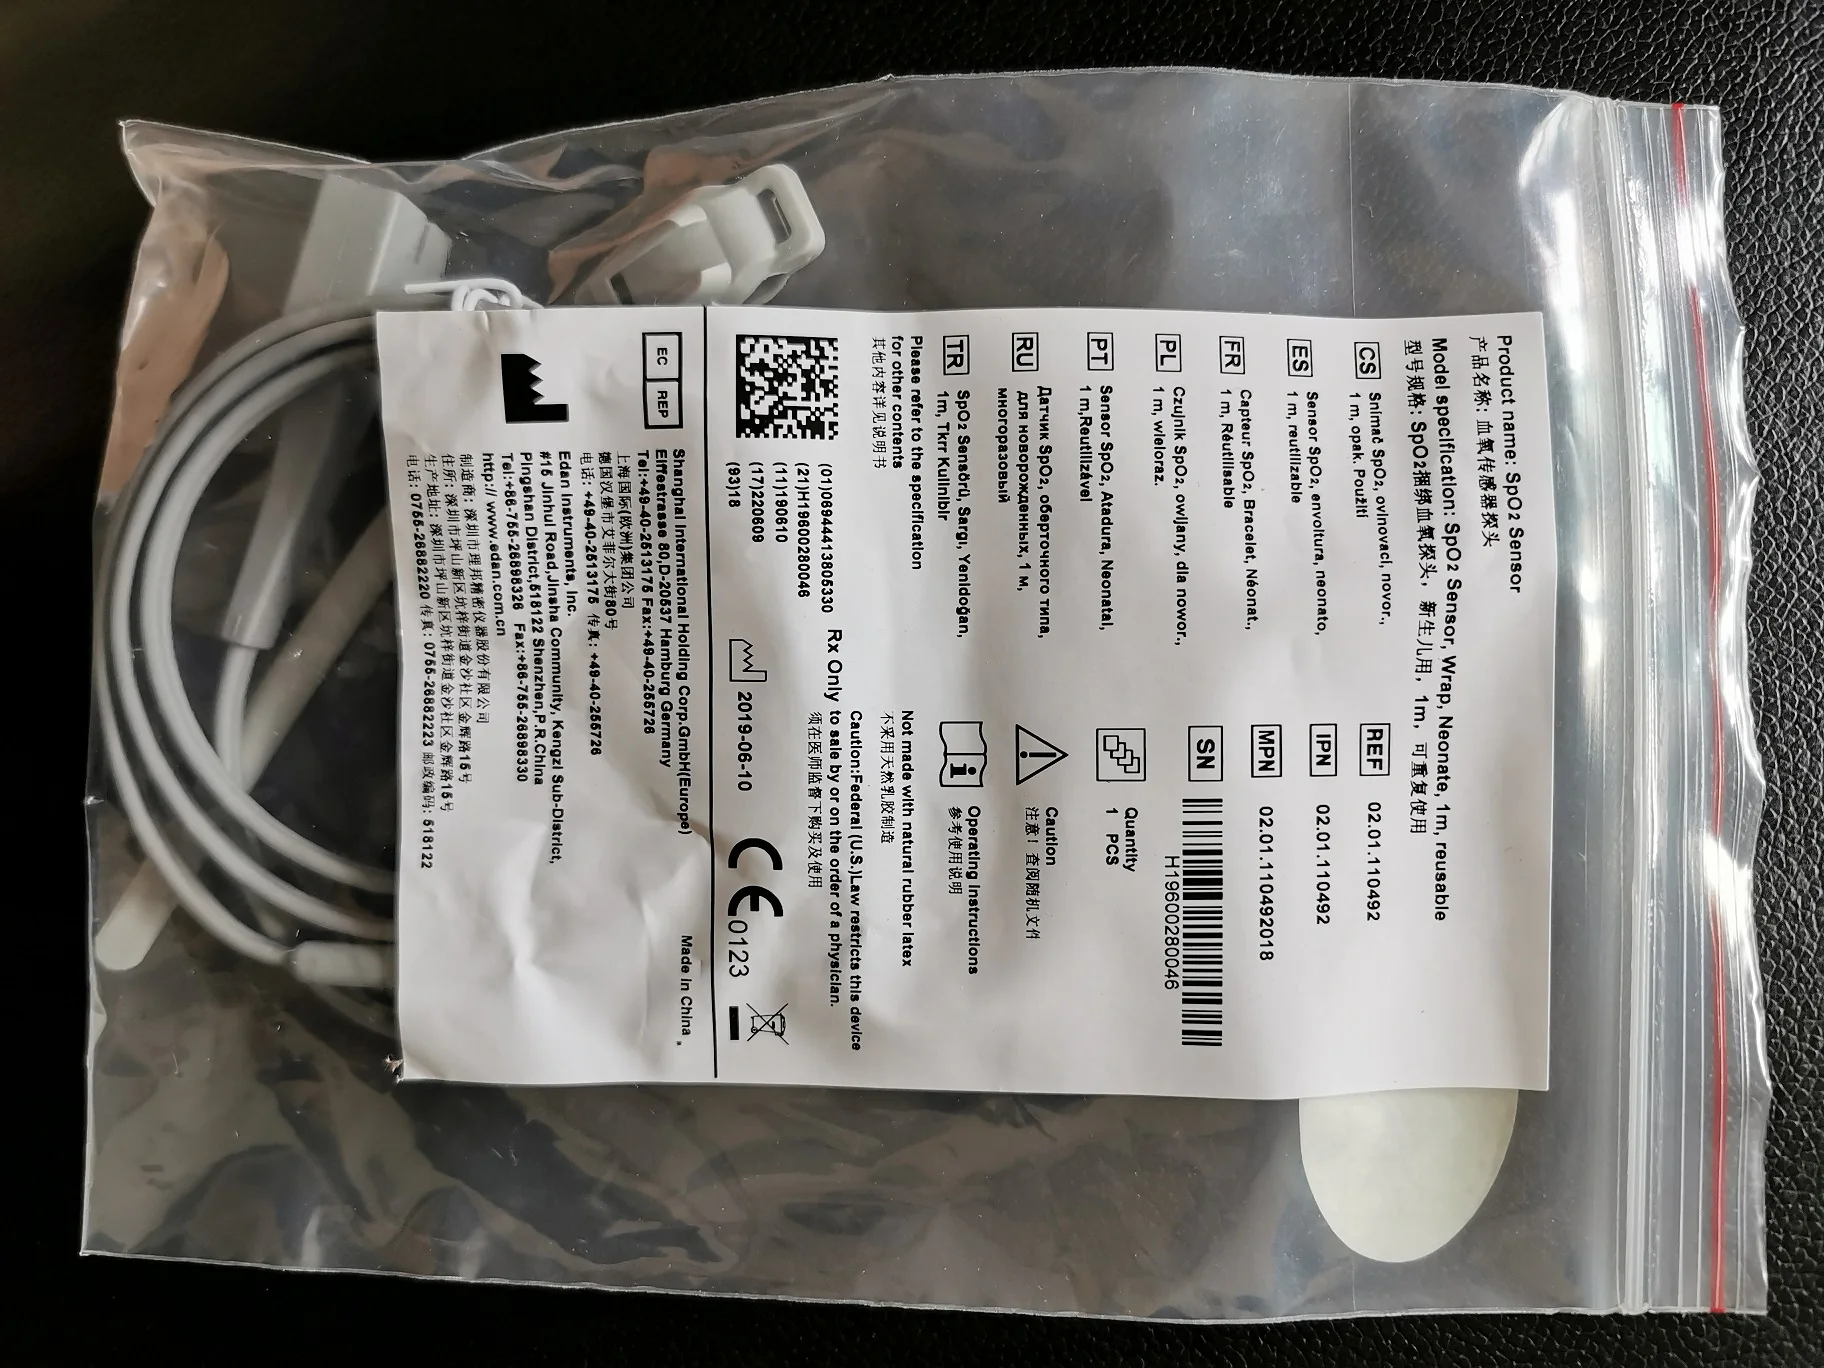 Product name: SpO2 Sensor
产品名称: 血氧传感器探头
Model specification: SpO2 Sensor, Wrap, Neonate, 1m, reusable
型号规格: SpO2捆绑血氧探头, 新生儿用, 1m, 可重复使用
CS Snímač SpO2, ovinovací, novor.,
1 m, opak. Použití
ES Sensor SpO2, envoltura, neonato,
1 m, reutilizable
FR Capteur SpO2, Bracelet, Néonat.,
1 m, Réutilisable
PL Czujnik SpO2, owijany, dla nowor.,
1 m, wieloraz.
PT Sensor SpO2, Atadura, Neonatal,
1 m,Reutilizável
RU Датчик SpO2, оберточного типа,
для новорожденных, 1 м,
многоразовый
TR SpO2 Sensörü, Sargı, Yenidoğan,
1m, Tkrr Kullnlblr
Please refer to the specification
for other contents
其他内容详见说明书
REF 02.01.110492
IPN 02.01.110492
MPN 02.01.110492018
SN
H19600280046
Quantity
1 PCS
Caution
注意! 查阅随机文件
Operating Instructions
参考使用说明
Not made with natural rubber latex
不采用天然乳胶制造
Caution:Federal (U.S.)Law restricts this device
Rx Only to sale by or on the order of a physician.
须在医师监督下购买及使用
(01)06944413805330
(21)H19600280046
(11)190610
(17)220609
(93)18
2019-06-10
CE 0123
EC REP
Shanghai International Holding Corp.GmbH(Europe)
Eiffestrasse 80,D-20537 Hamburg Germany
Tel:+49-40-2513175 Fax:+49-40-255726
上海国际(欧洲)集团公司
德国汉堡市艾菲尔大街80号
电话: +49-40-2513175 传真: +49-40-255726
Made in China
Edan Instruments, Inc.
#15 Jinhui Road,Jinsha Community, Kengzi Sub-District,
Pingshan District,518122 Shenzhen,P.R.China
Tel:+86-755-26898326 Fax:+86-755-26898330
http:// www.edan.com.cn
制造商: 深圳市理邦精密仪器股份有限公司
住所: 深圳市坪山新区坑梓街道金沙社区金辉路15号
生产地址: 深圳市坪山新区坑梓街道金沙社区金辉路15号
电话: 0755-26882220 传真: 0755-26882223 邮政编码: 518122